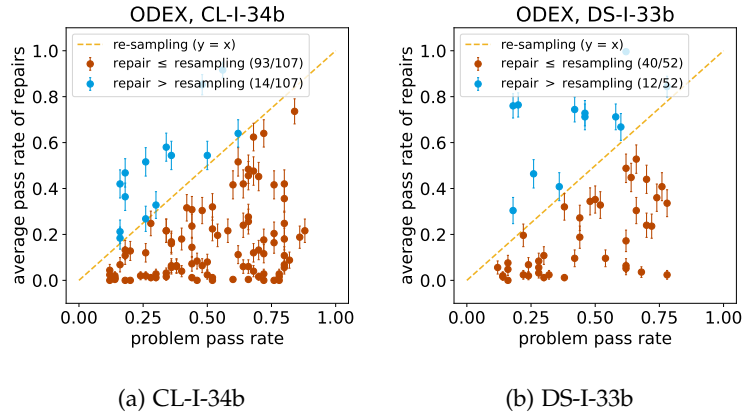 ODEX, CL-I-34b
average pass rate of repairs
1.0
0.8
0.6
0.4
0.2
0.0
re-sampling (y = x)
repair ≤ resampling (93/107)
repair > resampling (14/107)
0.00 0.25 0.50 0.75 1.00
problem pass rate
(a) CL-I-34b
ODEX, DS-I-33b
average pass rate of repairs
1.0
0.8
0.6
0.4
0.2
0.0
re-sampling (y = x)
repair ≤ resampling (40/52)
repair > resampling (12/52)
0.00 0.25 0.50 0.75 1.00
problem pass rate
(b) DS-I-33b